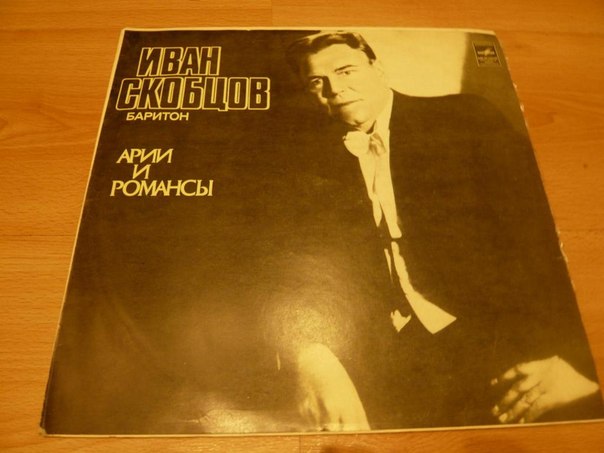 ИВАН
СКОБЦОВ
БАРИТОН
АРИИ
И
РОМАНСЫ